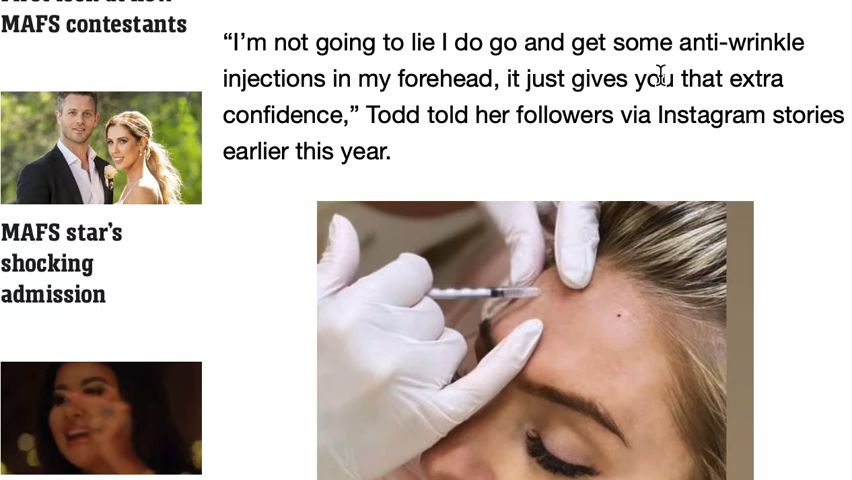 MAFS contestants
“I’m not going to lie I do go and get some anti-wrinkle
injections in my forehead, it just gives you that extra
confidence,” Todd told her followers via Instagram stories
earlier this year.
MAFS star’s
shocking
admission